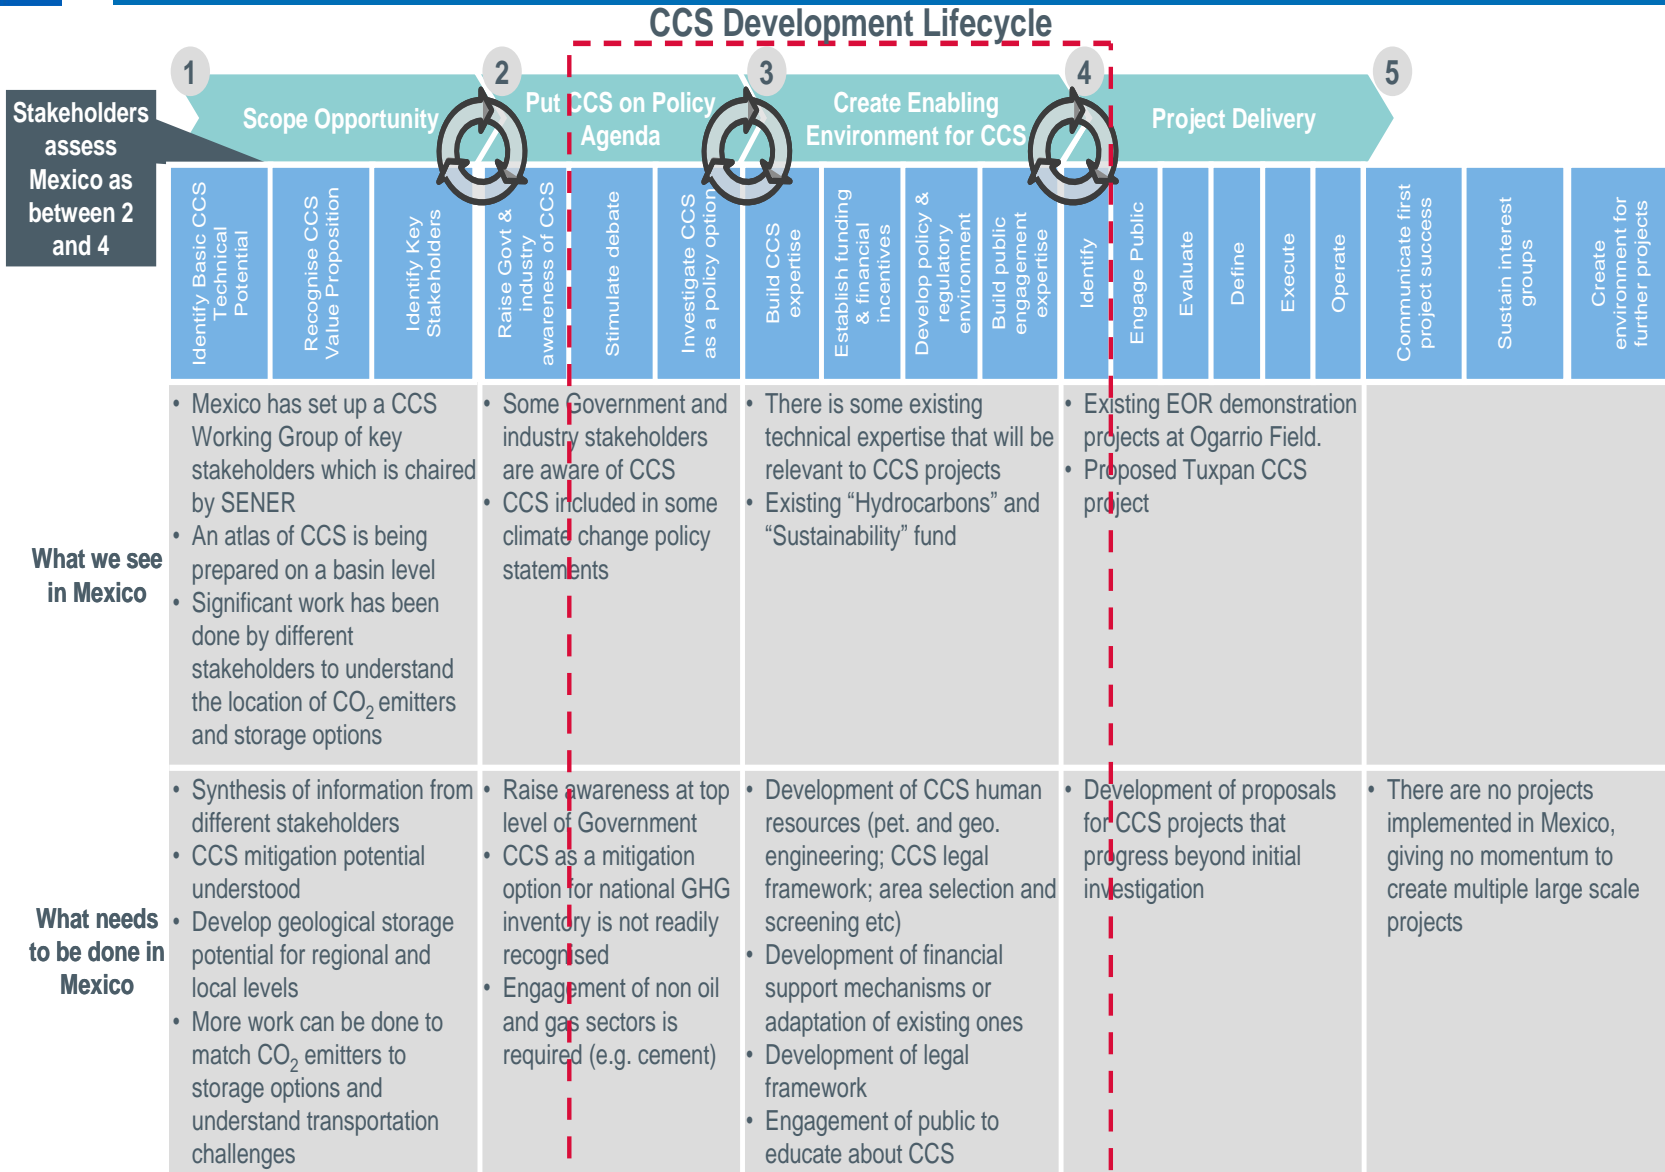 CCS Development Lifecycle
1
2
3
4
5
Stakeholders
assess
Mexico as
between 2
and 4
Scope Opportunity
Put CCS on Policy
Agenda
Create Enabling
Environment for CCS
Project Delivery
Identify Basic CCS
Technical
Potential
Recognise CCS
Value Proposition
Identify Key
Stakeholders
Raise Govt &
industry
awareness of CCS
Stimulate debate
Investigate CCS
as a policy option
Build CCS
expertise
Establish funding
& financial
incentives
Develop policy &
regulatory
environment
Build public
engagement
expertise
Identify
Engage Public
Evaluate
Define
Execute
Operate
Communicate first
project success
Sustain interest
groups
Create
environment for
further projects
What we see
in Mexico
• Mexico has set up a CCS
Working Group of key
stakeholders which is chaired
by SENER
• An atlas of CCS is being
prepared on a basin level
• Significant work has been
done by different
stakeholders to understand
the location of CO2 emitters
and storage options
• Some Government and
industry stakeholders
are aware of CCS
• CCS included in some
climate change policy
statements
• There is some existing
technical expertise that will be
relevant to CCS projects
• Existing “Hydrocarbons” and
“Sustainability” fund
• Existing EOR demonstration
projects at Ogarrio Field.
• Proposed Tuxpan CCS
project
What needs
to be done in
Mexico
• Synthesis of information from
different stakeholders
• CCS mitigation potential
understood
• Develop geological storage
potential for regional and
local levels
• More work can be done to
match CO2 emitters to
storage options and
understand transportation
challenges
• Raise awareness at top
level of Government
• CCS as a mitigation
option for national GHG
inventory is not readily
recognised
• Engagement of non oil
and gas sectors is
required (e.g. cement)
• Development of CCS human
resources (pet. and geo.
engineering; CCS legal
framework; area selection and
screening etc)
• Development of financial
support mechanisms or
adaptation of existing ones
• Development of legal
framework
• Engagement of public to
educate about CCS
• Development of proposals
for CCS projects that
progress beyond initial
investigation
• There are no projects
implemented in Mexico,
giving no momentum to
create multiple large scale
projects